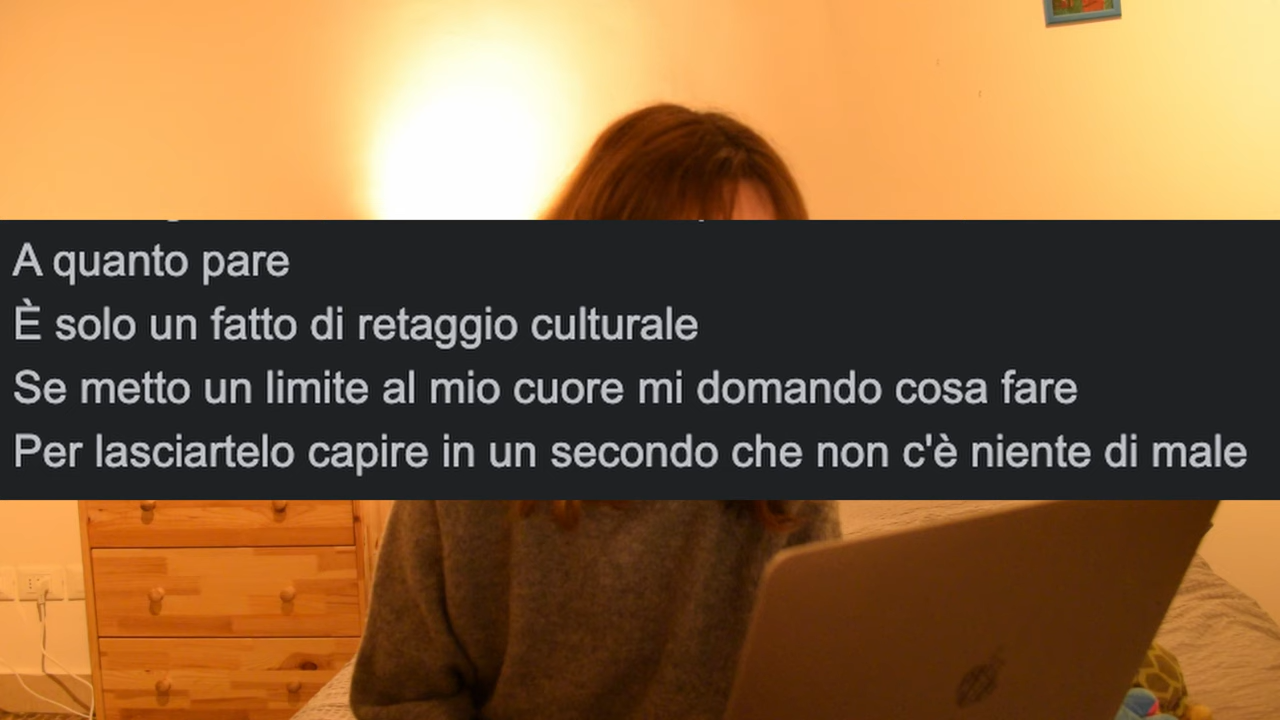 A quanto pare
È solo un fatto di retaggio culturale
Se metto un limite al mio cuore mi domando cosa fare
Per lasciartelo capire in un secondo che non c'è niente di male